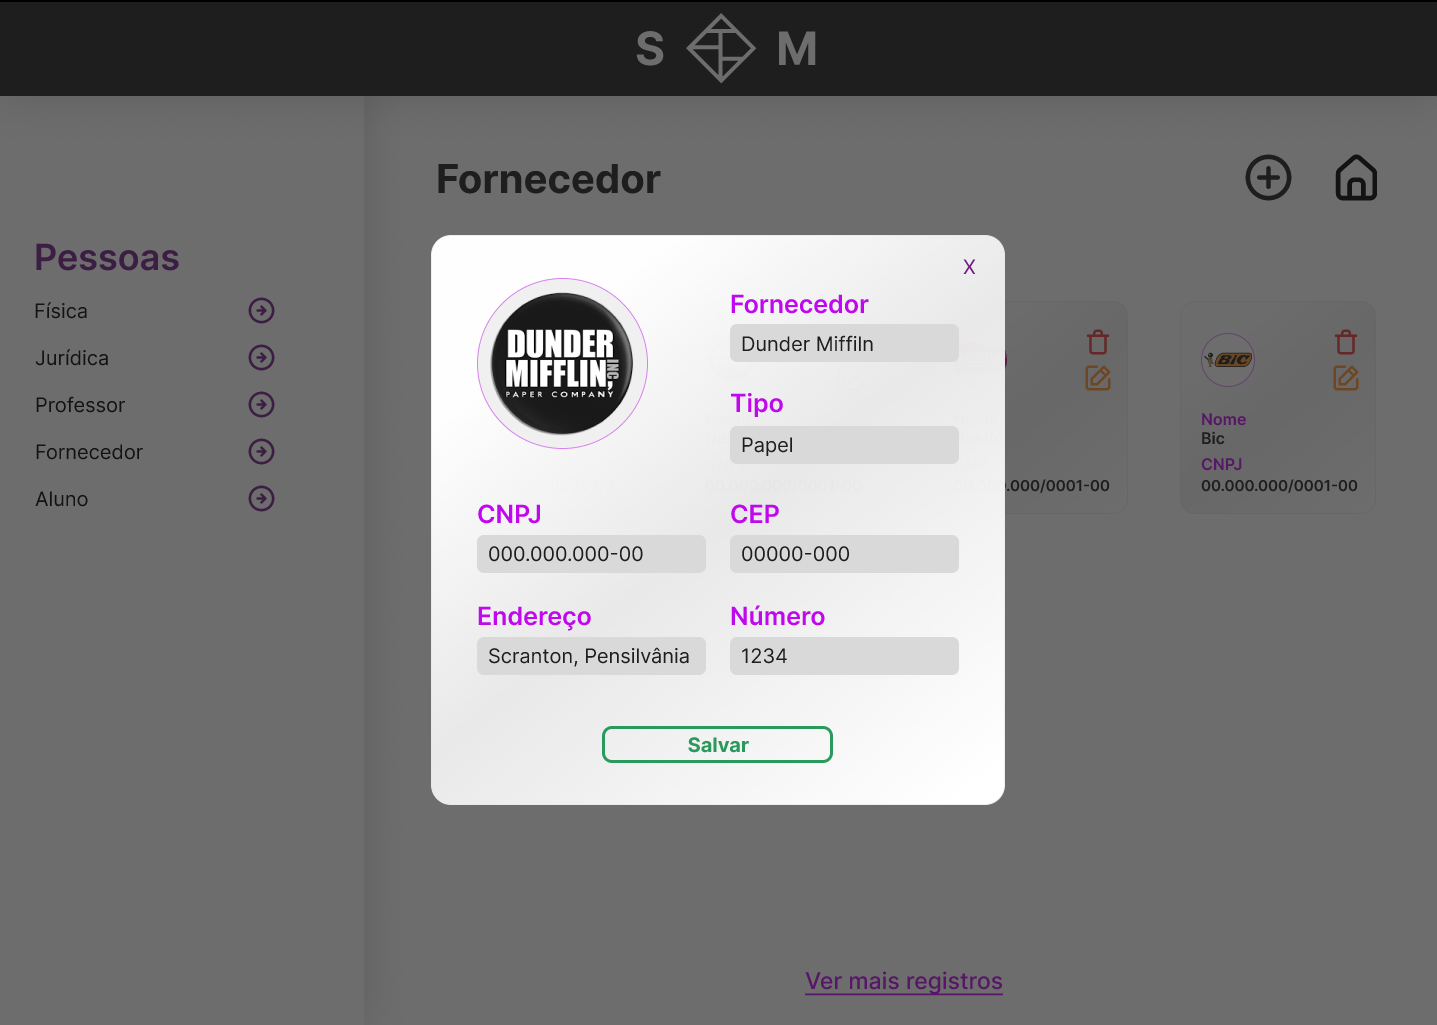 S M
Fornecedor
Pessoas
Física
Jurídica
Professor
Fornecedor
Aluno
X
DUNDER
MIFFLIN, INC
PAPER COMPANY
Fornecedor
Dunder Miffiln
Tipo
Papel
CNPJ
000.000.000-00
CEP
00000-000
Endereço
Scranton, Pensilvânia
Número
1234
Salvar
.000/0001-00
BIC
Nome
Bic
CNPJ
00.000.000/0001-00
Ver mais registros